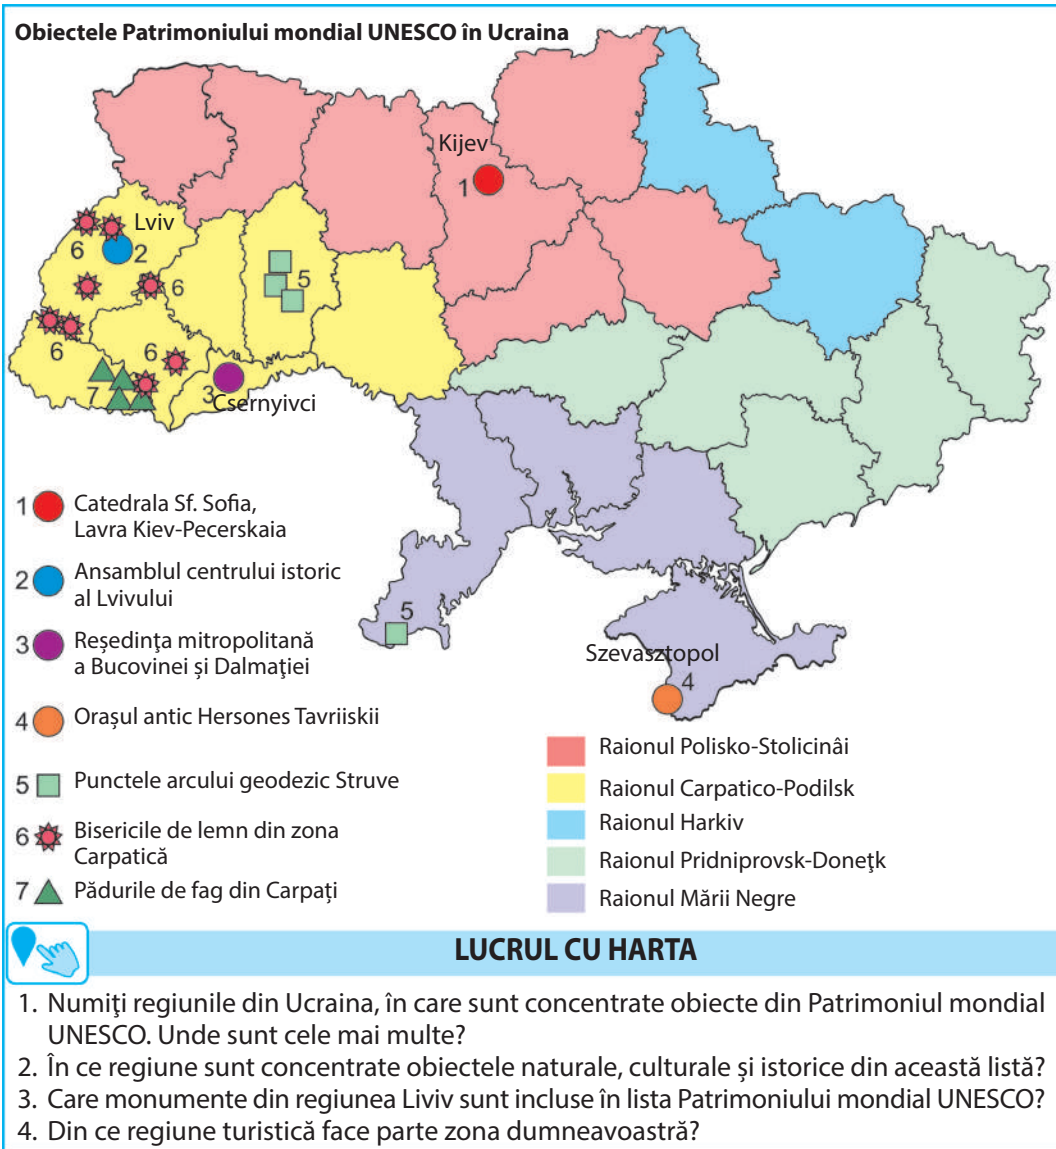 Obiectele Patrimoniului mondial UNESCO în Ucraina
Kijev
1
Lviv
6
2
6
5
6
6
7
3
Csernyivci
5
Szevasztopol
4
1 Catedrala Sf. Sofia,
Lavra Kiev-Pecerskaia
2 Ansamblul centrului istoric
al Lvivului
3 Reședinţa mitropolitană
a Bucovinei și Dalmaţiei
4 Orașul antic Hersones Tavriiskii
5 Punctele arcului geodezic Struve
6 Bisericile de lemn din zona
Carpatică
7 Pădurile de fag din Carpați
Raionul Polisko-Stolicinâi
Raionul Carpatico-Podilsk
Raionul Harkiv
Raionul Pridniprovsk-Doneţk
Raionul Mării Negre
LUCRUL CU HARTA
1. Numiţi regiunile din Ucraina, în care sunt concentrate obiecte din Patrimoniul mondial
UNESCO. Unde sunt cele mai multe?
2. În ce regiune sunt concentrate obiectele naturale, culturale și istorice din această listă?
3. Care monumente din regiunea Liviv sunt incluse în lista Patrimoniului mondial UNESCO?
4. Din ce regiune turistică face parte zona dumneavoastră?